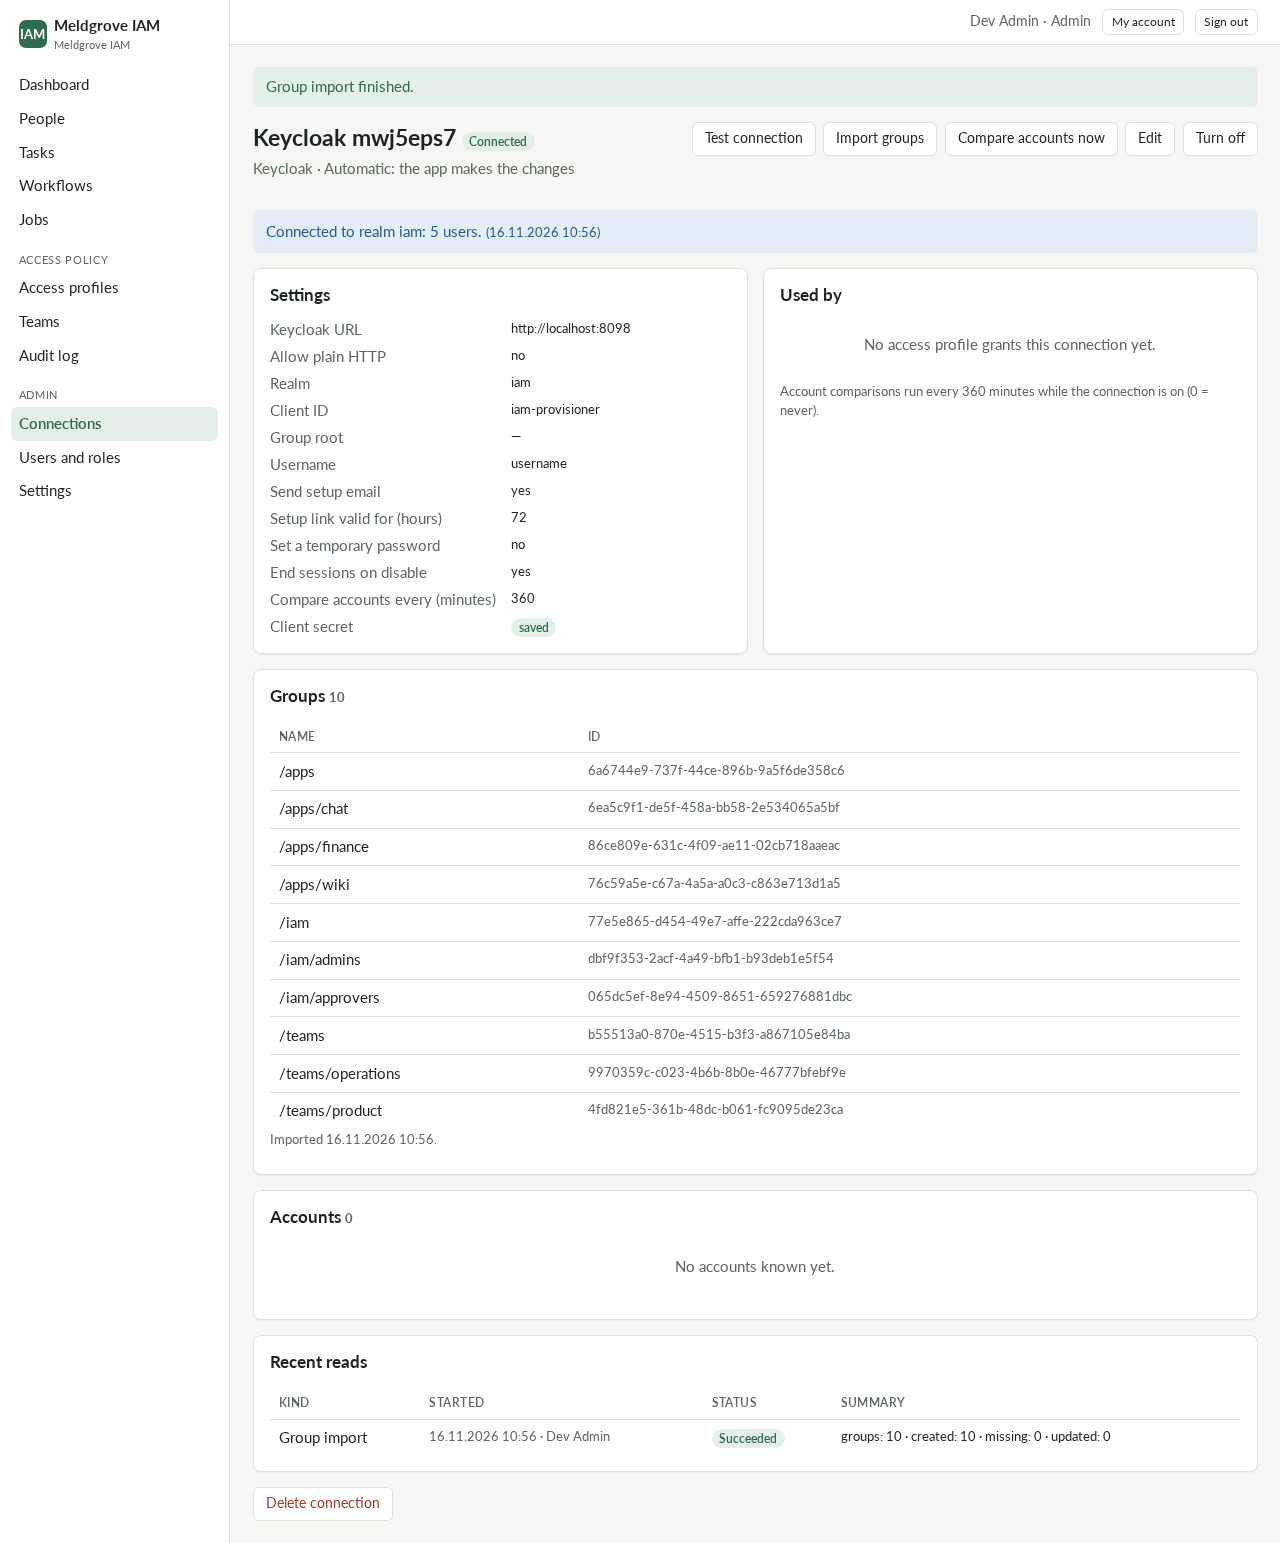 IAM
Meldgrove IAM
Meldgrove IAM
Dashboard
People
Tasks
Workflows
Jobs
ACCESS POLICY
Access profiles
Teams
Audit log
ADMIN
Connections
Users and roles
Settings
Dev Admin · Admin My account Sign out
Group import finished.
Keycloak mwj5eps7 Connected
Test connection Import groups Compare accounts now Edit Turn off
Keycloak · Automatic: the app makes the changes
Connected to realm iam: 5 users. (16.11.2026 10:56)
Settings
Keycloak URL http://localhost:8098
Allow plain HTTP no
Realm iam
Client ID iam-provisioner
Group root —
Username username
Send setup email yes
Setup link valid for (hours) 72
Set a temporary password no
End sessions on disable yes
Compare accounts every (minutes) 360
Client secret saved
Used by
No access profile grants this connection yet.
Account comparisons run every 360 minutes while the connection is on (0 =
never).
Groups 10
NAME ID
/apps 6a6744e9-737f-44ce-896b-9a5f6de358c6
/apps/chat 6ea5c9f1-de5f-458a-bb58-2e534065a5bf
/apps/finance 86ce809e-631c-4f09-ae11-02cb718aaeac
/apps/wiki 76c59a5e-c67a-4a5a-a0c3-c863e713d1a5
/iam 77e5e865-d454-49e7-affe-222cda963ce7
/iam/admins dbf9f353-2acf-4a49-bfb1-b93deb1e5f54
/iam/approvers 065dc5ef-8e94-4509-8651-659276881dbc
/teams b55513a0-870e-4515-b3f3-a867105e84ba
/teams/operations 9970359c-c023-4b6b-8b0e-46777bfebf9e
/teams/product 4fd821e5-361b-48dc-b061-fc9095de23ca
Imported 16.11.2026 10:56.
Accounts 0
No accounts known yet.
Recent reads
KIND STARTED STATUS SUMMARY
Group import 16.11.2026 10:56 · Dev Admin Succeeded groups: 10 · created: 10 · missing: 0 · updated: 0
Delete connection